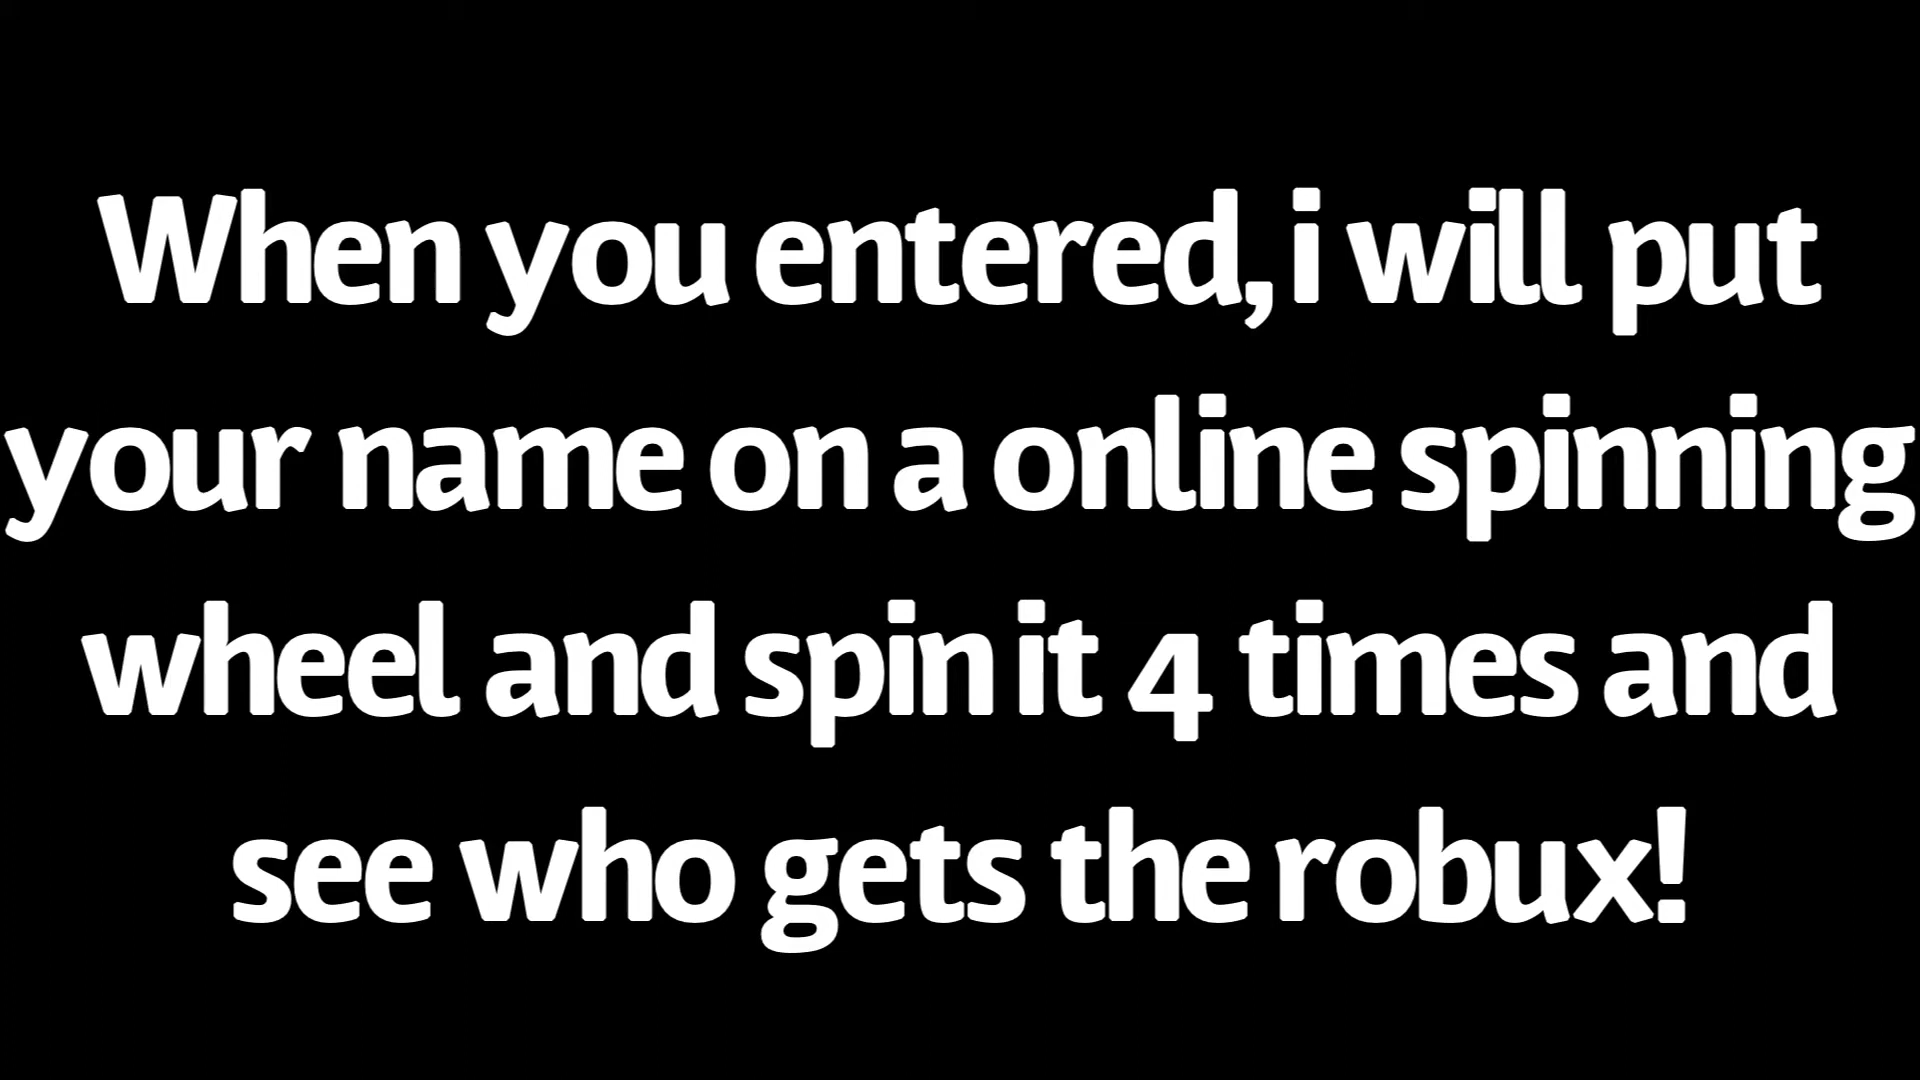 When you entered, i will put
your name on a online spinning
wheel and spin it 4 times and
see who gets the robux!